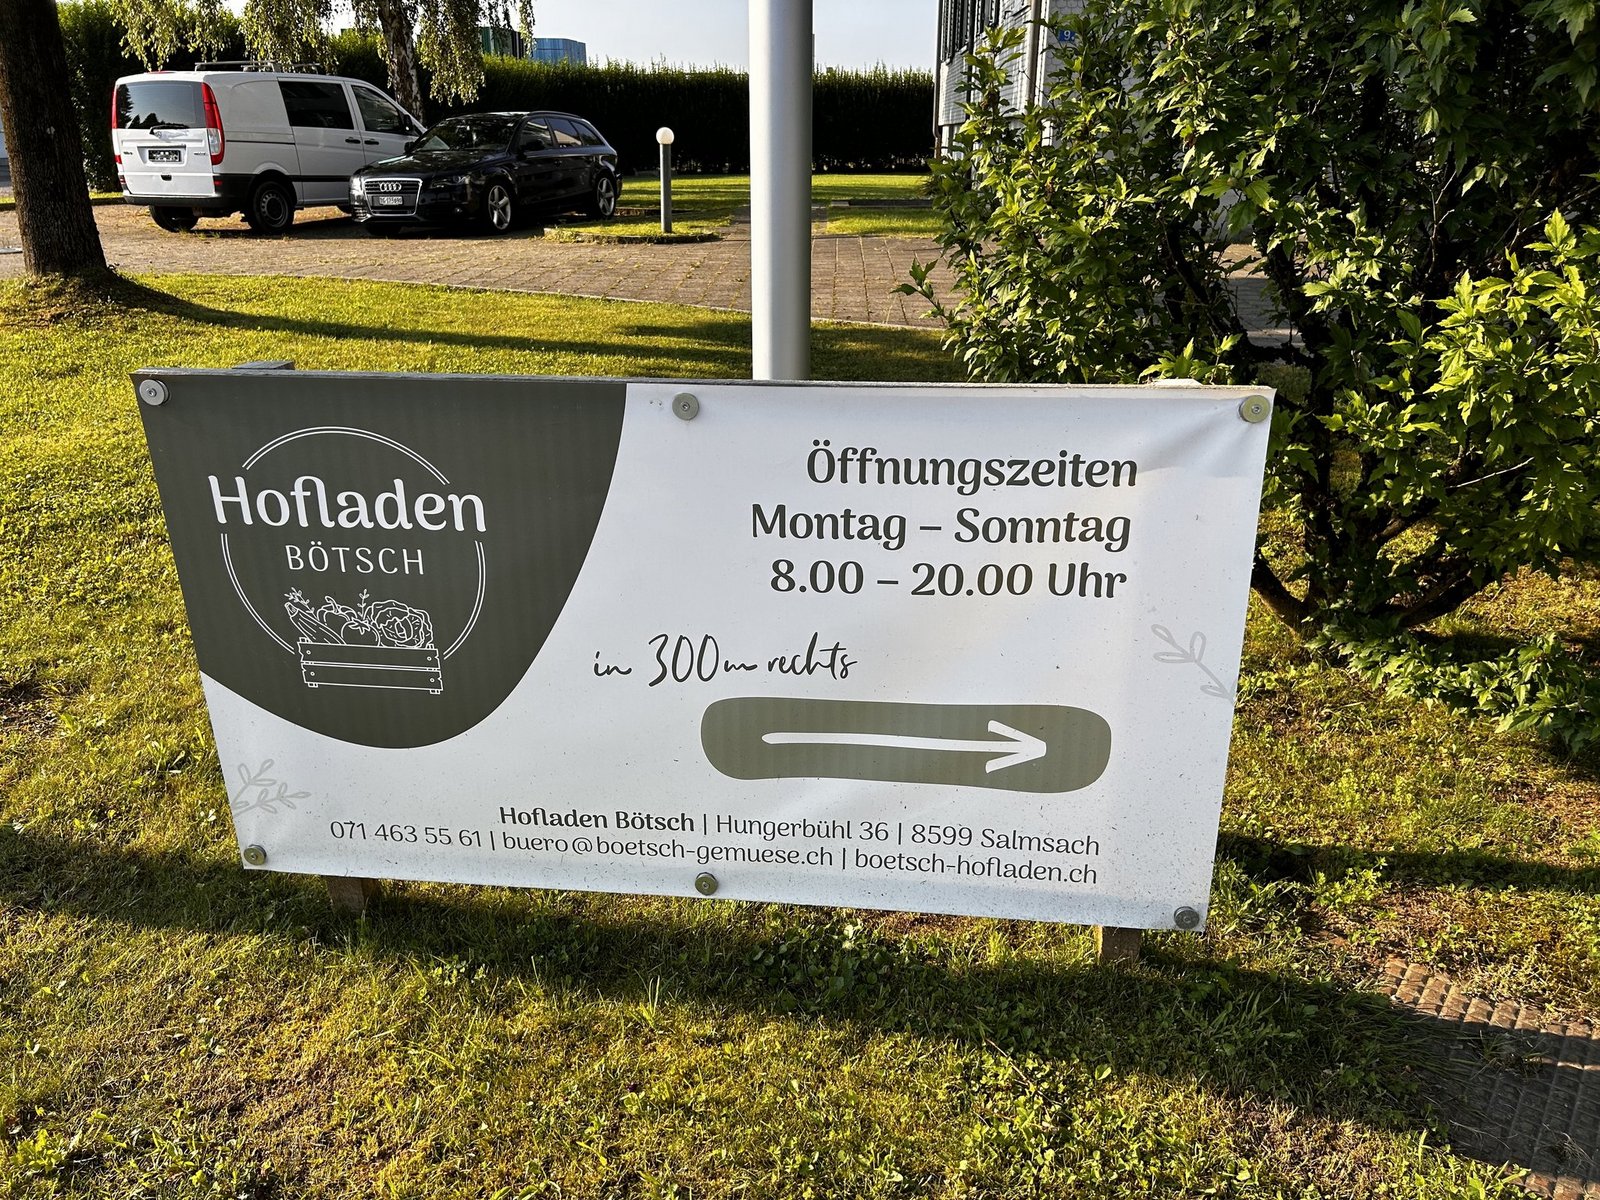 Hofladen
BÖTSCH
Öffnungszeiten
Montag – Sonntag
8.00 – 20.00 Uhr
in 300m rechts
Hofladen Bötsch | Hungerbühl 36 | 8599 Salmsach
071 463 55 61 | buero@boetsch-gemuese.ch | boetsch-hofladen.ch